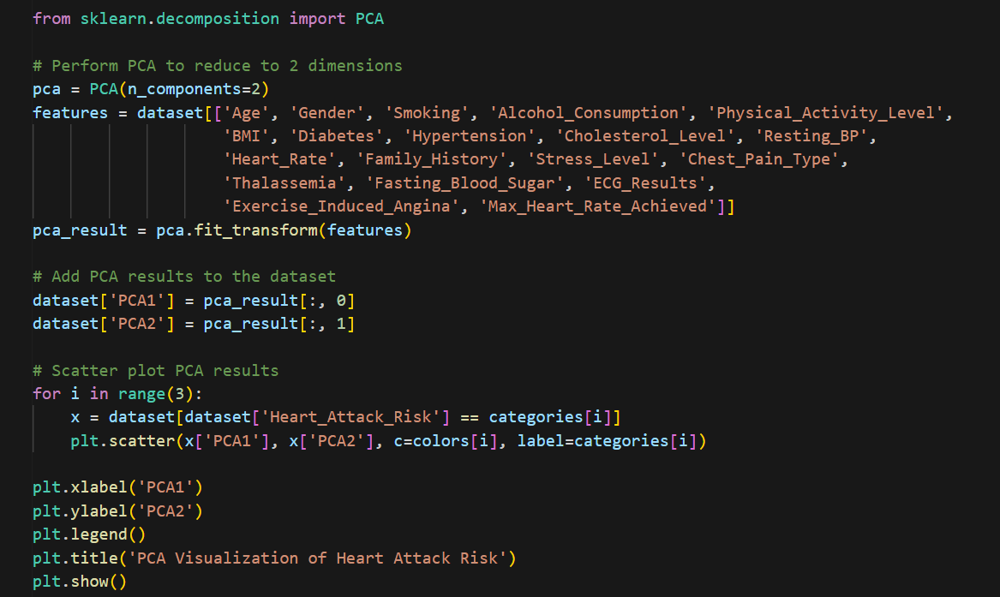 from sklearn.decomposition import PCA
# Perform PCA to reduce to 2 dimensions
pca = PCA(n_components=2)
features = dataset[['Age', 'Gender', 'Smoking', 'Alcohol_Consumption', 'Physical_Activity_Level',
'BMI', 'Diabetes', 'Hypertension', 'Cholesterol_Level', 'Resting_BP',
'Heart_Rate', 'Family_History', 'Stress_Level', 'Chest_Pain_Type',
'Thalassemia', 'Fasting_Blood_Sugar', 'ECG_Results',
'Exercise_Induced_Angina', 'Max_Heart_Rate_Achieved']]
pca_result = pca.fit_transform(features)
# Add PCA results to the dataset
dataset['PCA1'] = pca_result[:, 0]
dataset['PCA2'] = pca_result[:, 1]
# Scatter plot PCA results
for i in range(3):
    x = dataset[dataset['Heart_Attack_Risk'] == categories[i]]
    plt.scatter(x['PCA1'], x['PCA2'], c=colors[i], label=categories[i])
plt.xlabel('PCA1')
plt.ylabel('PCA2')
plt.legend()
plt.title('PCA Visualization of Heart Attack Risk')
plt.show()